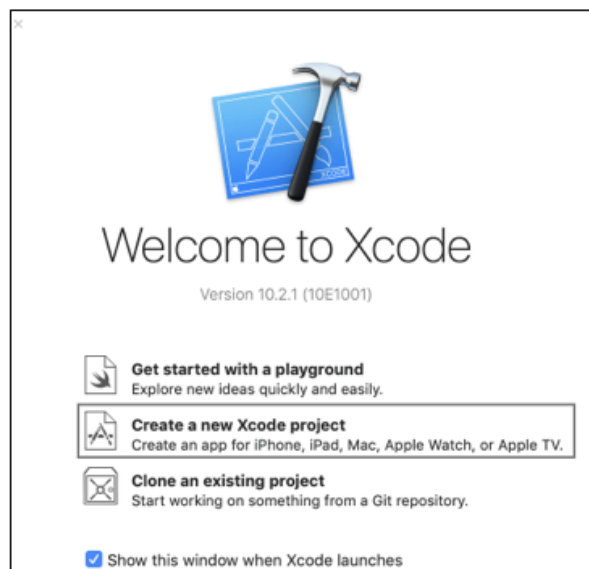 XCODE
Welcome to Xcode
Version 10.2.1 (10E1001)
Get started with a playground
Explore new ideas quickly and easily.
Create a new Xcode project
Create an app for iPhone, iPad, Mac, Apple Watch, or Apple TV.
Clone an existing project
Start working on something from a Git repository.
Show this window when Xcode launches